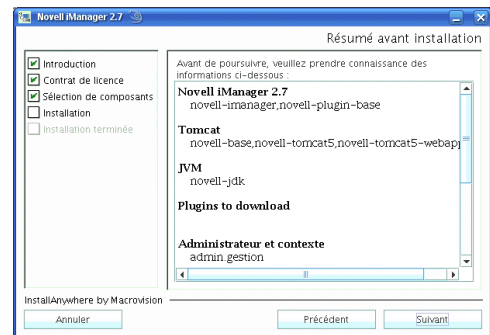 Novell iManager 2.7
Résumé avant installation
Introduction
Contrat de licence
Sélection de composants
Installation
Installation terminée
Avant de poursuivre, veuillez prendre connaissance des
informations ci-dessous :
Novell iManager 2.7
novell-imanager,novell-plugin-base
Tomcat
novell-base,novell-tomcat5,novell-tomcat5-webapp
JVM
novell-jdk
Plugins to download
Administrateur et contexte
admin.gestion
InstallAnywhere by Macrovision
Annuler
Précédent
Suivant